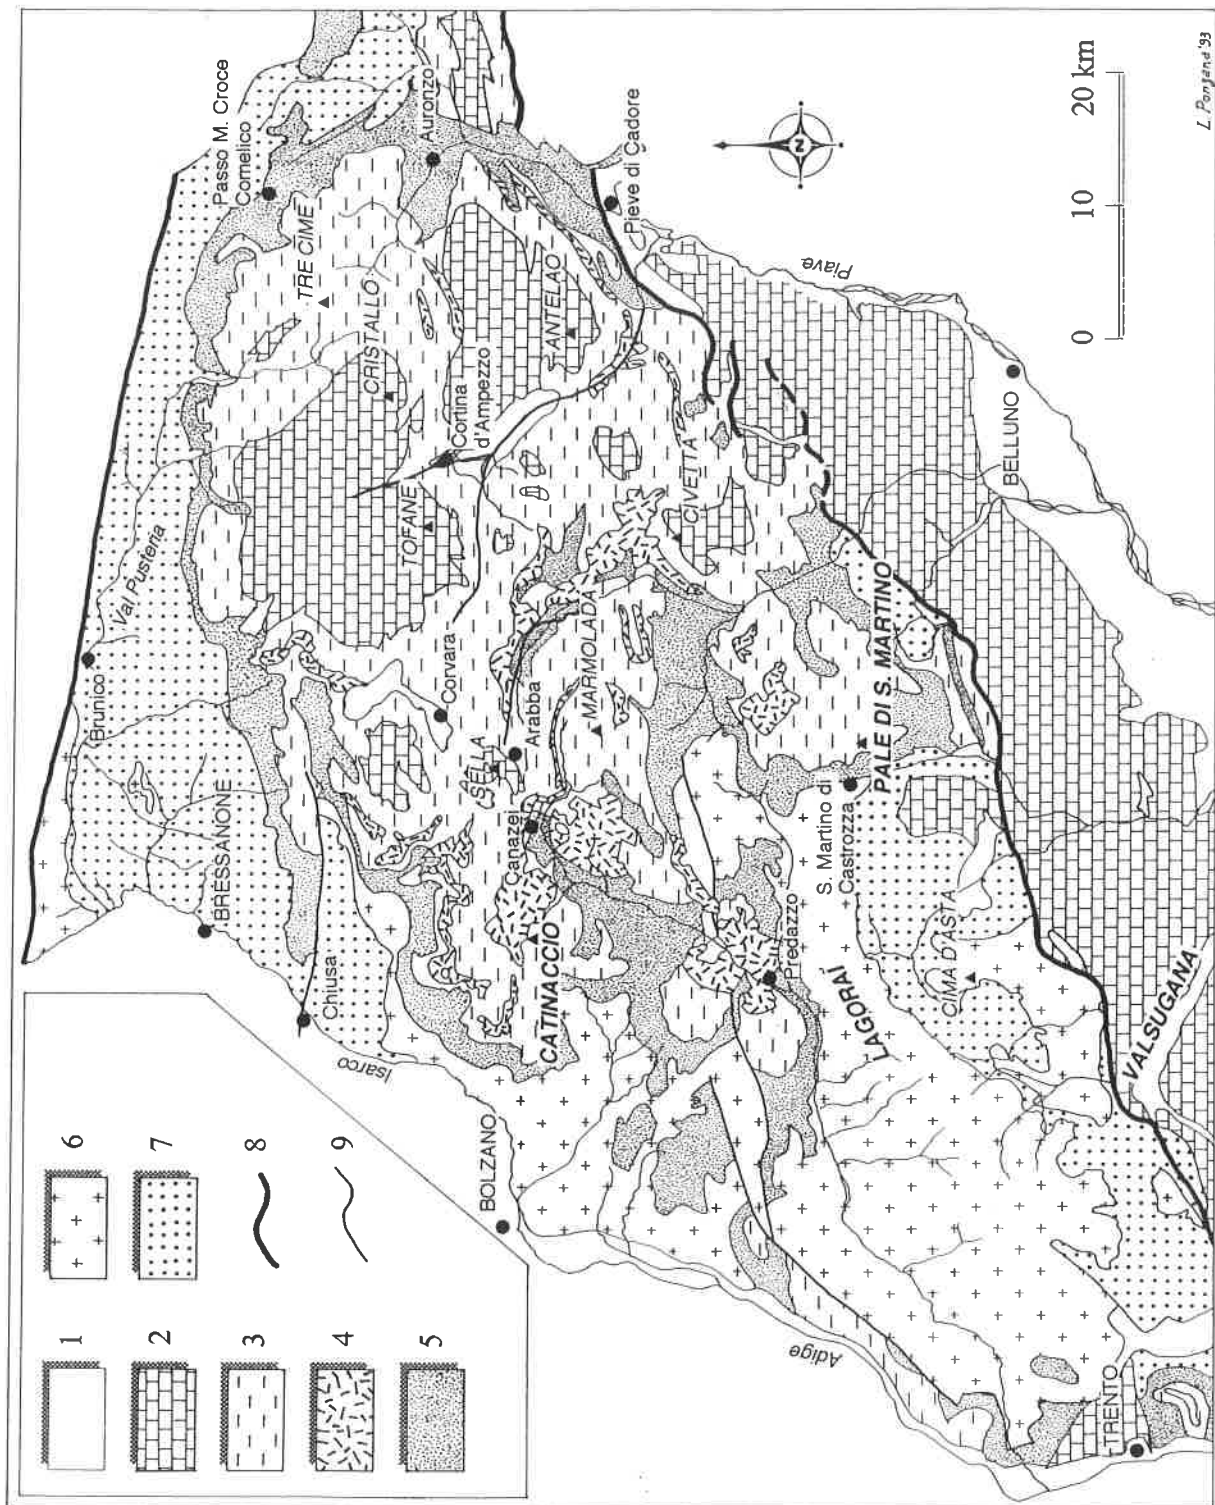 1
2
3
4
5
6
7
8
9
Passo M. Croce
Comelico
Auronzo
TRE CIME
CRISTALLO
Pieve di Cadore
ANTELAO
Cortina
d'Ampezzo
TOFANE
Val Pusteria
Brunico
BRESSANONE
Corvara
Piave
BELLUNO
CIVETTA
SELLA
Arabba
MARMOLADA
Canazei
CATINACCIO
Chiusa
Isarco
BOLZANO
PALE DI S. MARTINO
S. Martino di
Castrozza
Predazzo
LAGORAI
CIMA D'ASTA
VALSUGANA
Adige
TRENTO
N
0 10 20 km